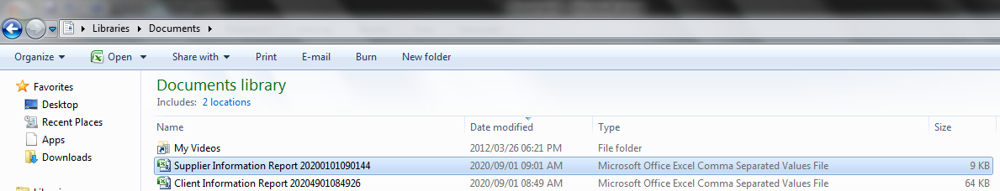 Libraries Documents
Organize Open Share with Print E-mail Burn New folder
Favorites
Desktop
Recent Places
Apps
Downloads
Documents library
Includes: 2 locations
Name Date modified Type Size
My Videos 2012/03/26 06:21 PM File folder
Supplier Information Report 20200101090144 2020/09/01 09:01 AM Microsoft Office Excel Comma Separated Values File 9 KB
Client Information Report 20204901084926 2020/09/01 08:49 AM Microsoft Office Excel Comma Separated Values File 64 KB